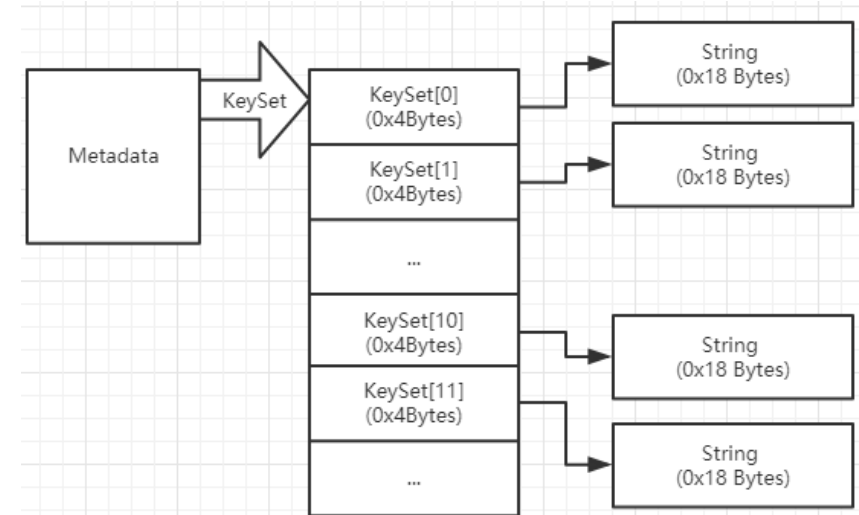 Metadata
KeySet
KeySet[0]
(0x4Bytes)
KeySet[1]
(0x4Bytes)
...
KeySet[10]
(0x4Bytes)
KeySet[11]
(0x4Bytes)
...
String
(0x18 Bytes)
String
(0x18 Bytes)
String
(0x18 Bytes)
String
(0x18 Bytes)